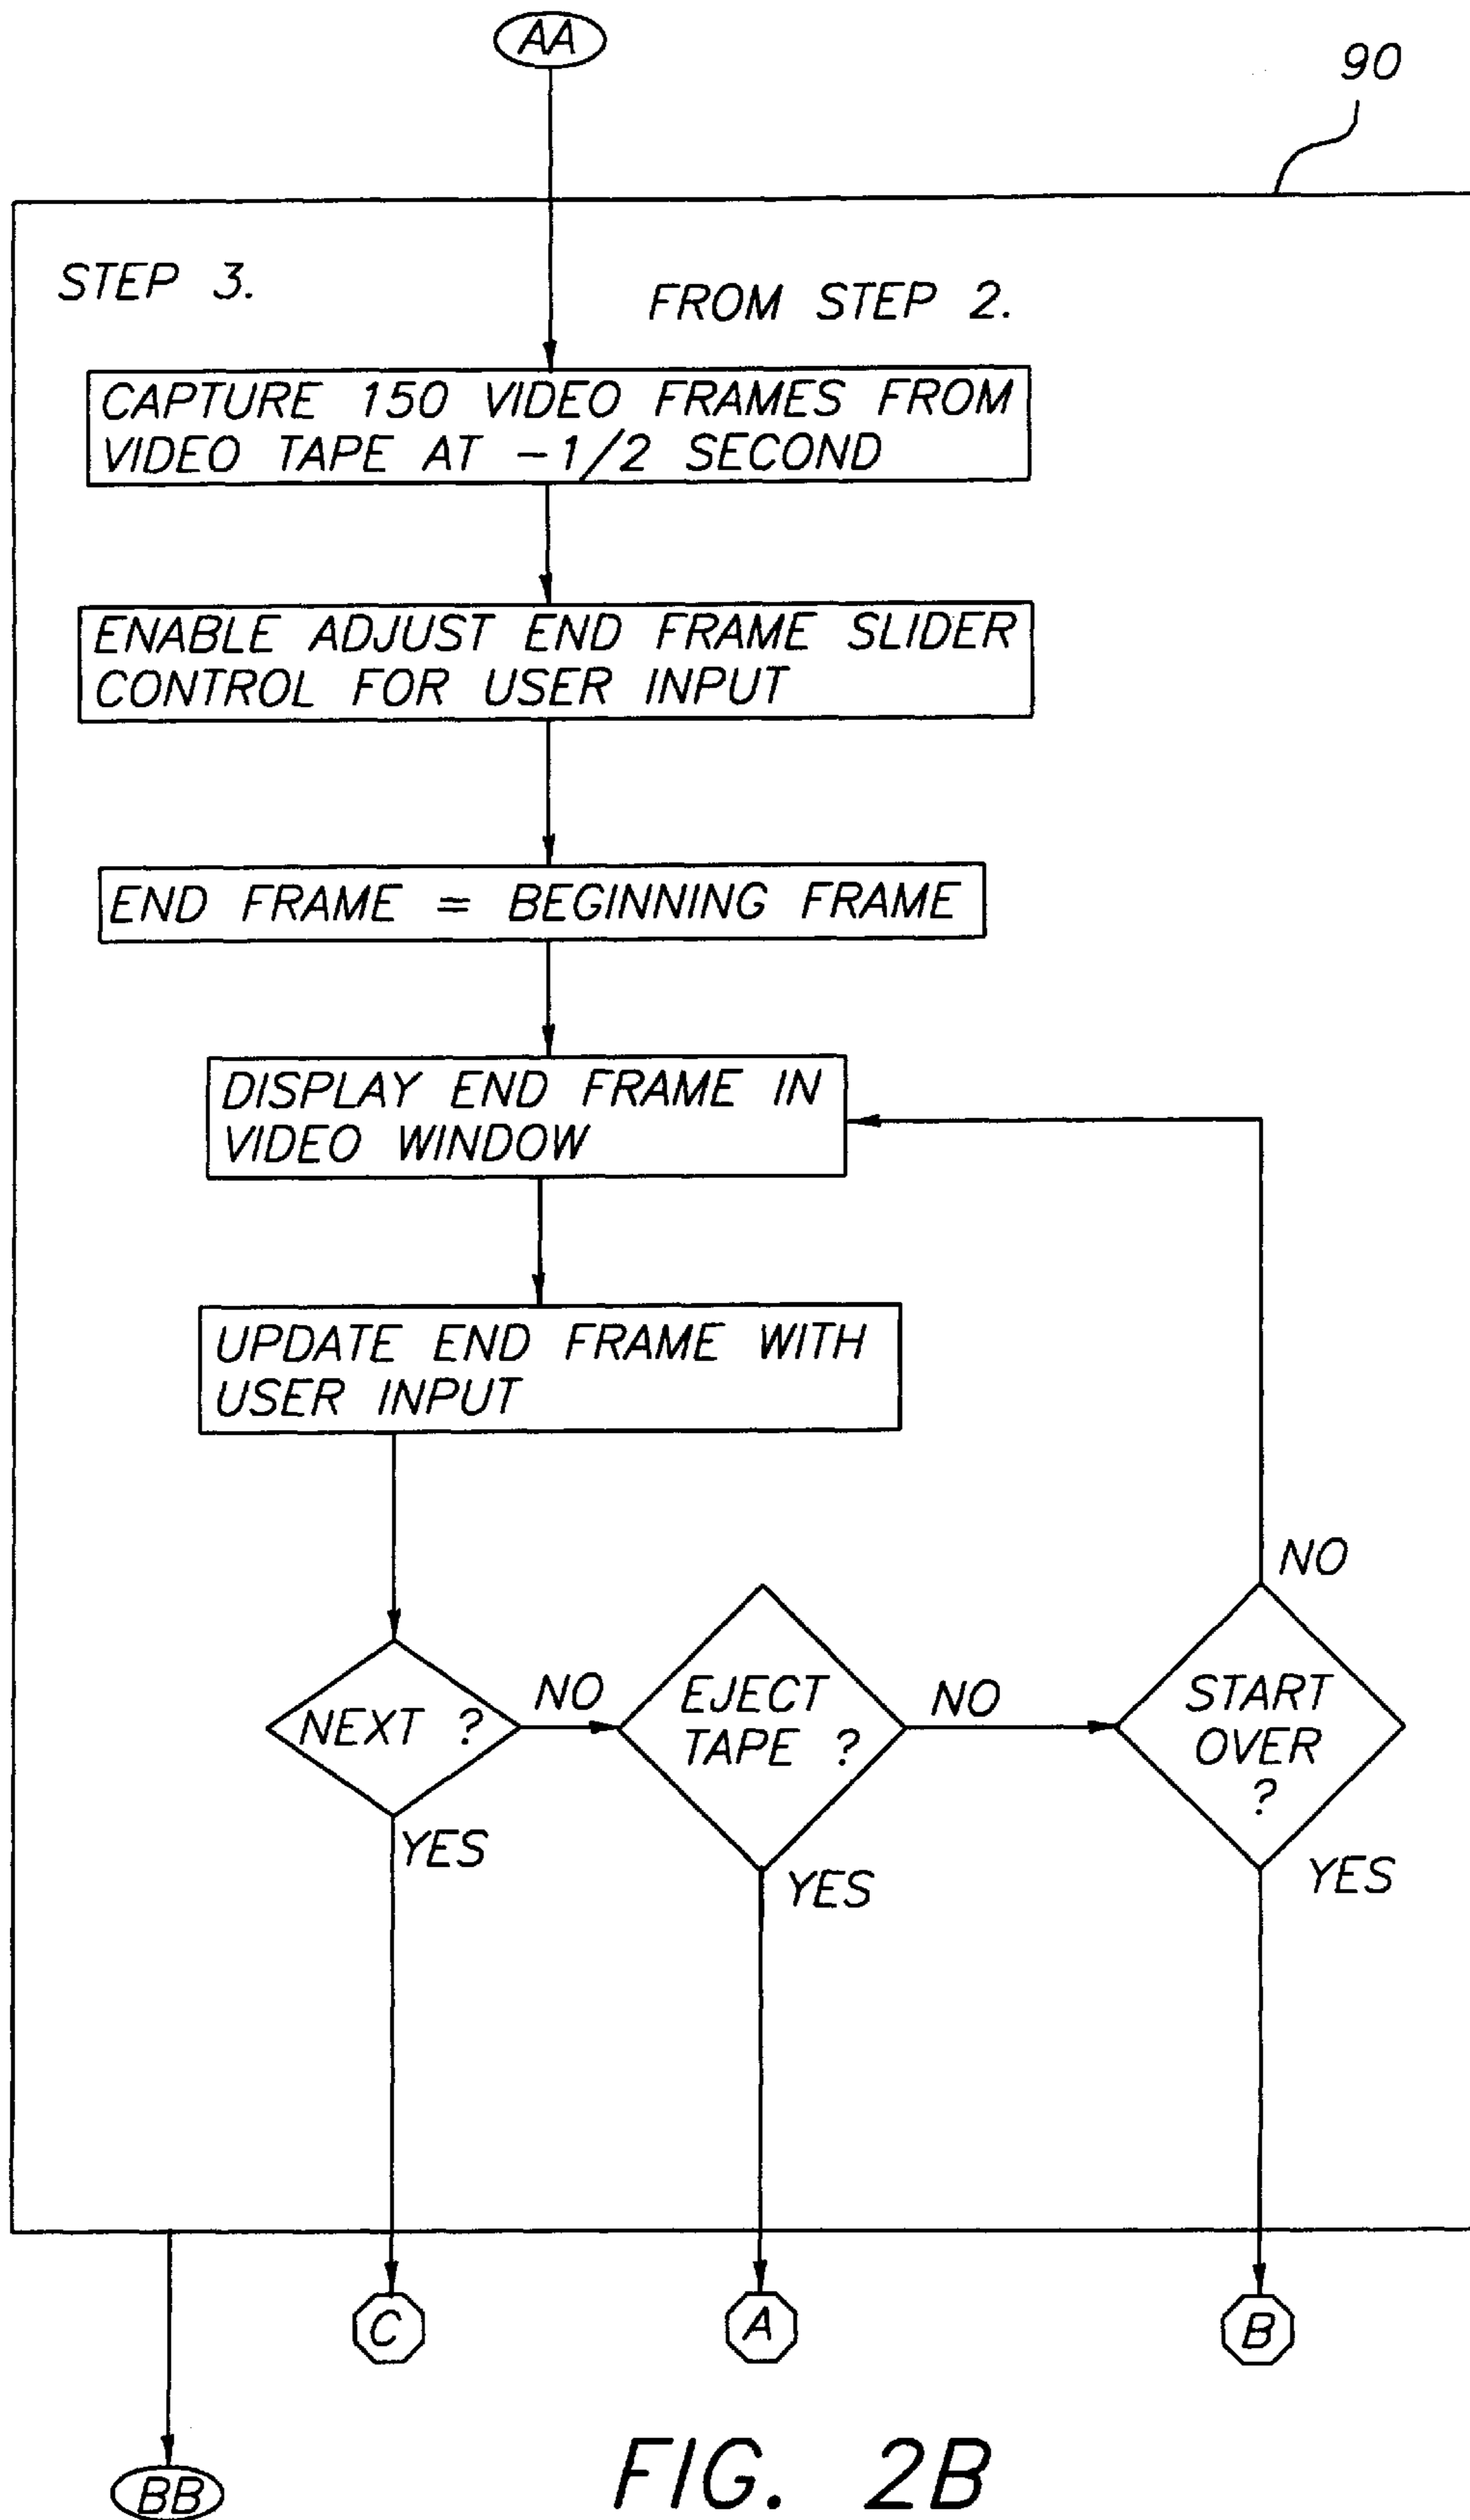 AA
90
STEP 3.
FROM STEP 2.
CAPTURE 150 VIDEO FRAMES FROM
VIDEO TAPE AT -1/2 SECOND
ENABLE ADJUST END FRAME SLIDER
CONTROL FOR USER INPUT
END FRAME = BEGINNING FRAME
DISPLAY END FRAME IN
VIDEO WINDOW
UPDATE END FRAME WITH
USER INPUT
NO
NEXT ?
NO
EJECT
TAPE ?
NO
START
OVER
?
YES
YES
YES
C
A
B
BB
FIG. 2B